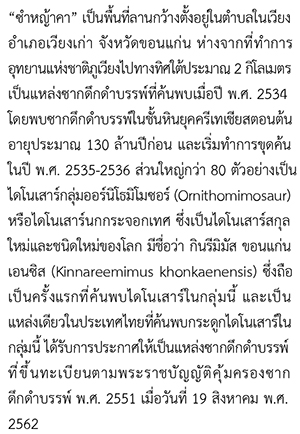 “ซำหญ้าคา” เป็นพื้นที่ลานกว้างตั้งอยู่ในตำบลในเวียง
อำเภอเวียงเก่า จังหวัดขอนแก่น ห่างจากที่ทำการ
อุทยานแห่งชาติภูเวียงไปทางทิศใต้ประมาณ 2 กิโลเมตร
เป็นแหล่งซากดึกดำบรรพ์ที่ค้นพบเมื่อปี พ.ศ. 2534
โดยพบซากดึกดำบรรพ์ในชั้นหินยุคครีเทเชียสตอนต้น
อายุประมาณ 130 ล้านปีก่อน และเริ่มทำการขุดค้น
ในปี พ.ศ. 2535-2536 ส่วนใหญ่กว่า 80 ตัวอย่างเป็น
ไดโนเสาร์กลุ่มออร์นิโธมิโมซอร์ (Ornithomimosaur)
หรือไดโนเสาร์นกกระจอกเทศ ซึ่งเป็นไดโนเสาร์สกุล
ใหม่และชนิดใหม่ของโลก มีชื่อว่า กินรีมิมัส ขอนแก่น
เอนซิส (Kinnareemimus khonkaenensis) ซึ่งถือ
เป็นครั้งแรกที่ค้นพบไดโนเสาร์ในกลุ่มนี้ และเป็น
แหล่งเดียวในประเทศไทยที่ค้นพบกระดูกไดโนเสาร์ใน
กลุ่มนี้ ได้รับการประกาศให้เป็นแหล่งซากดึกดำบรรพ์
ที่ขึ้นทะเบียนตามพระราชบัญญัติคุ้มครองซาก
ดึกดำบรรพ์ พ.ศ. 2551 เมื่อวันที่ 19 สิงหาคม พ.ศ.
2562